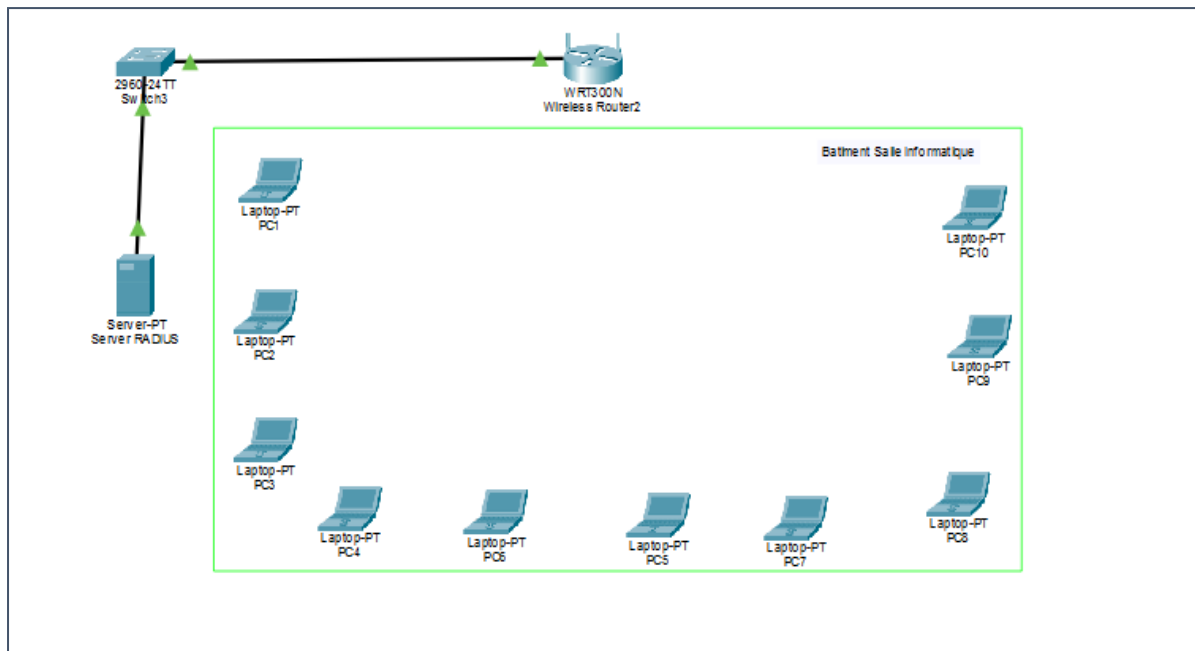 2960-24TT
Switch3
WRT300N
Wireless Router2
Batiment Salle Informatique
Laptop-PT
PC1
Laptop-PT
PC10
Server-PT
Server RADIUS
Laptop-PT
PC2
Laptop-PT
PC9
Laptop-PT
PC3
Laptop-PT
PC4
Laptop-PT
PC6
Laptop-PT
PC5
Laptop-PT
PC7
Laptop-PT
PC8